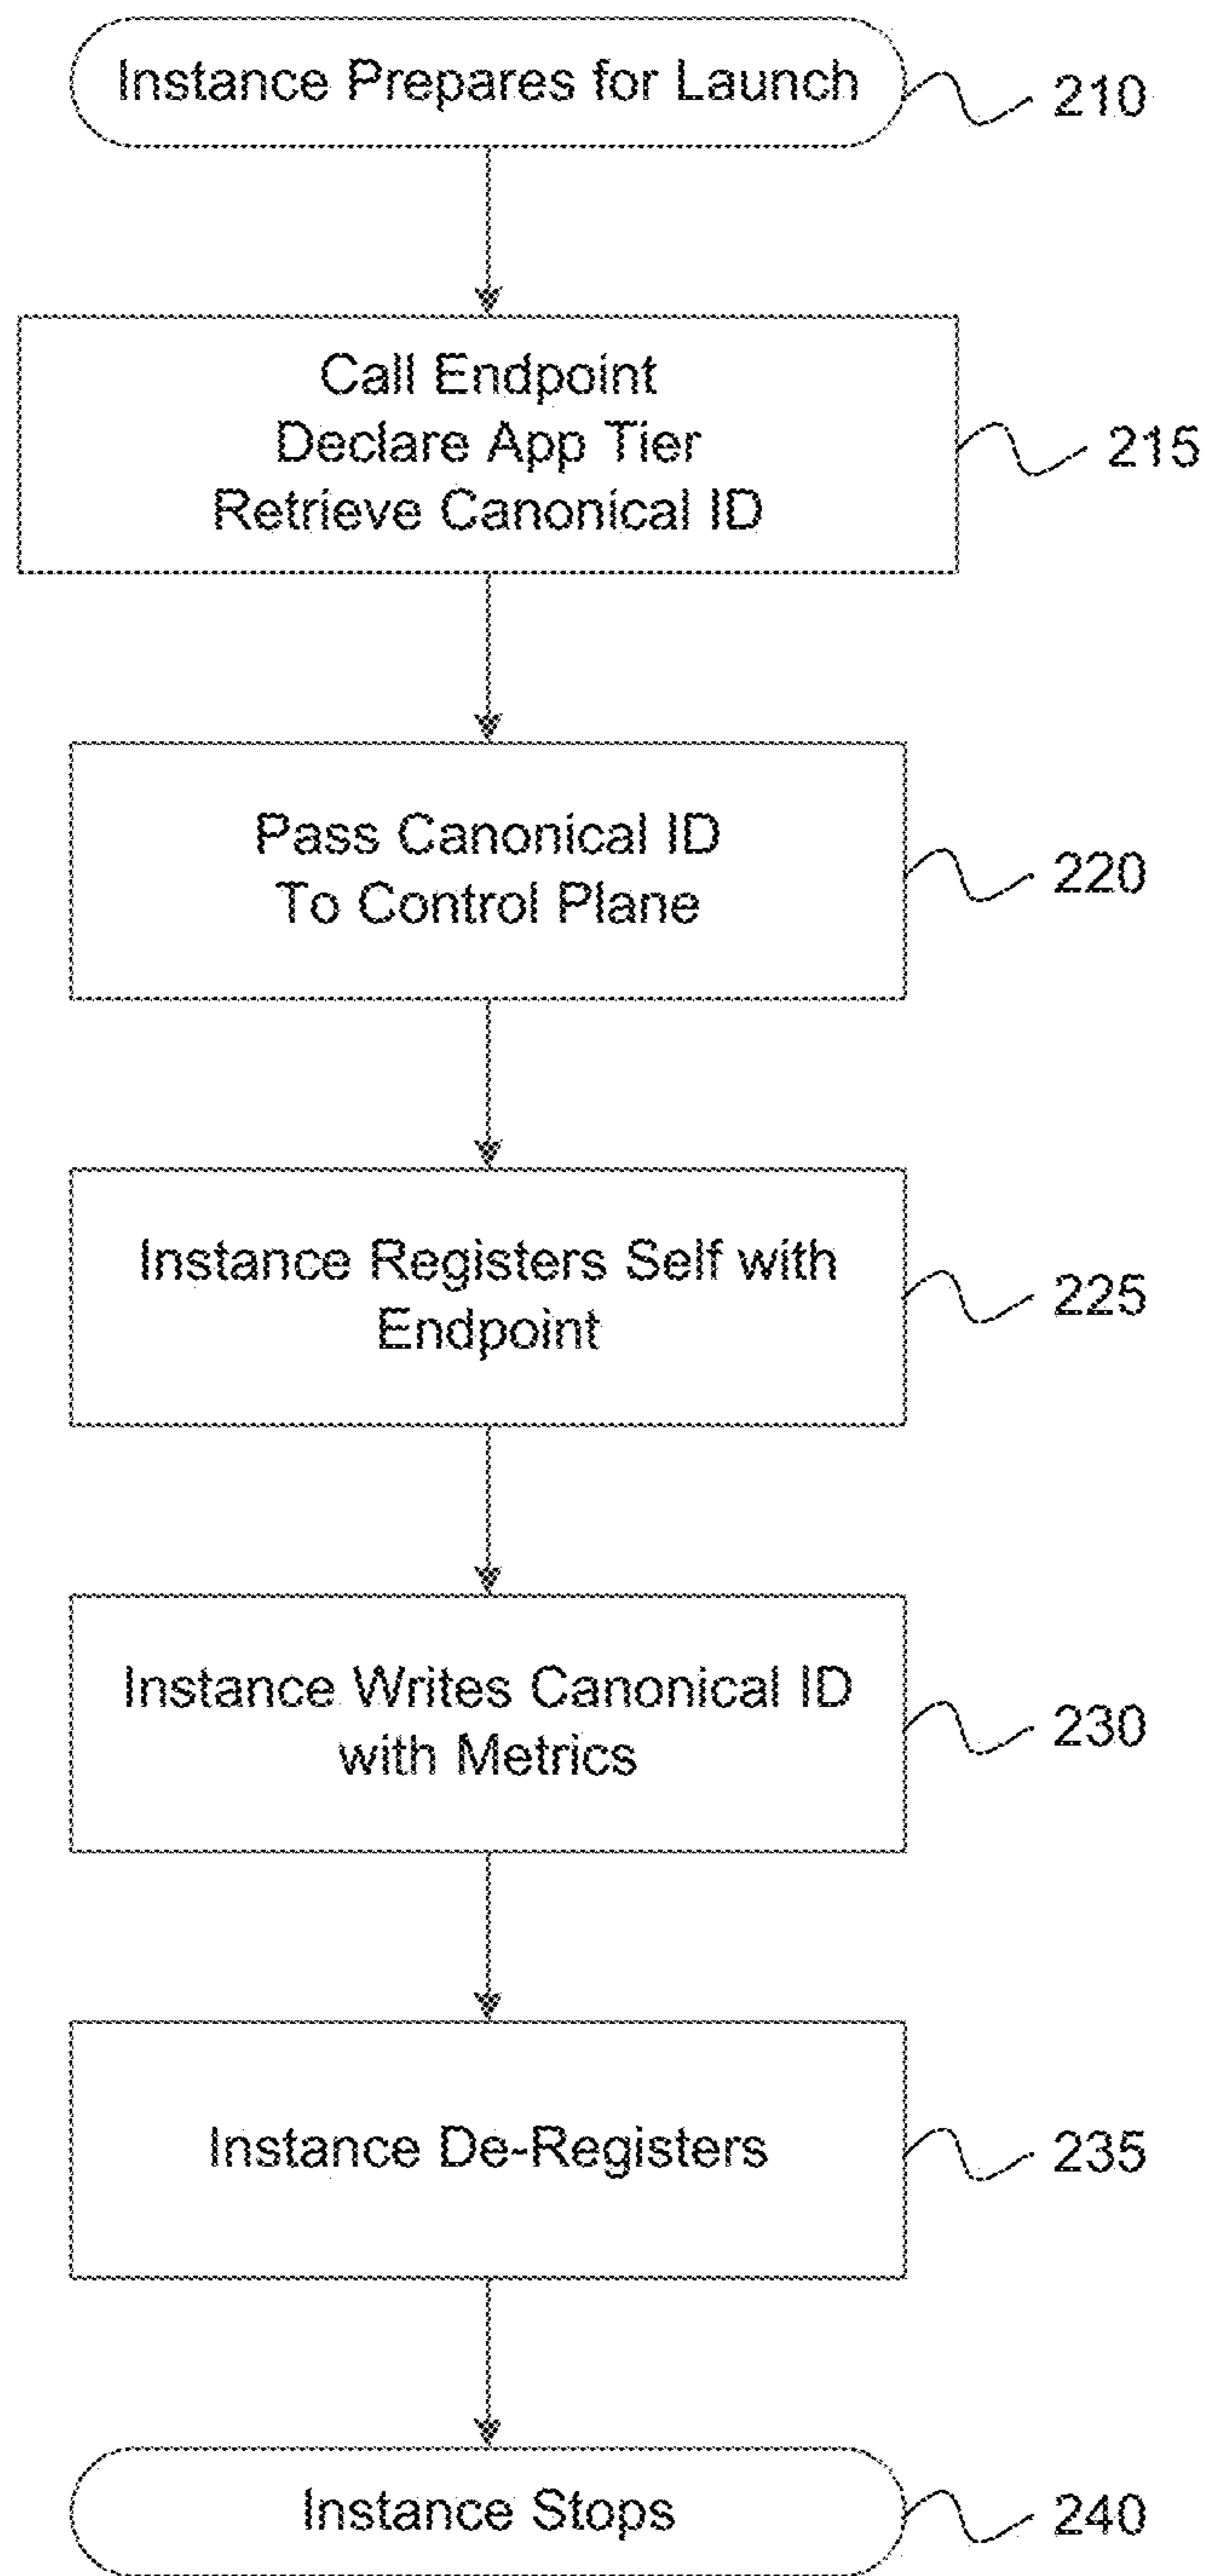 Instance Prepares for Launch
210
Call Endpoint
Declare App Tier
Retrieve Canonical ID
215
Pass Canonical ID
To Control Plane
220
Instance Registers Self with
Endpoint
225
Instance Writes Canonical ID
with Metrics
230
Instance De-Registers
235
Instance Stops
240